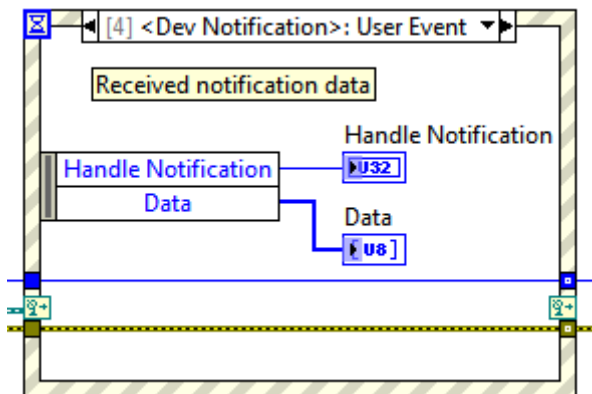 [4] <Dev Notification>: User Event
Received notification data
Handle Notification
Handle Notification
U32
Data
Data
[U8]